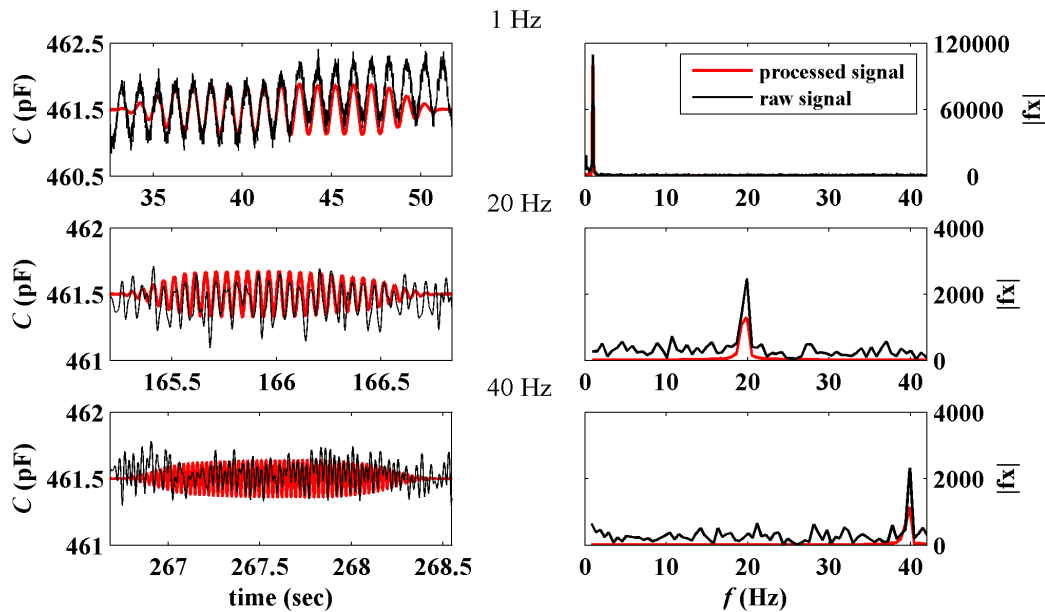 1 Hz
462.5
461.5
460.5
C (pF)
35 40 45 50
processed signal
raw signal
120000
60000
0
|fx|
0 10 20 30 40
20 Hz
462
461.5
461
C (pF)
165.5 166 166.5
4000
2000
0
|fx|
0 10 20 30 40
40 Hz
462
461.5
461
C (pF)
267 267.5 268 268.5
time (sec)
4000
2000
0
|fx|
0 10 20 30 40
f (Hz)